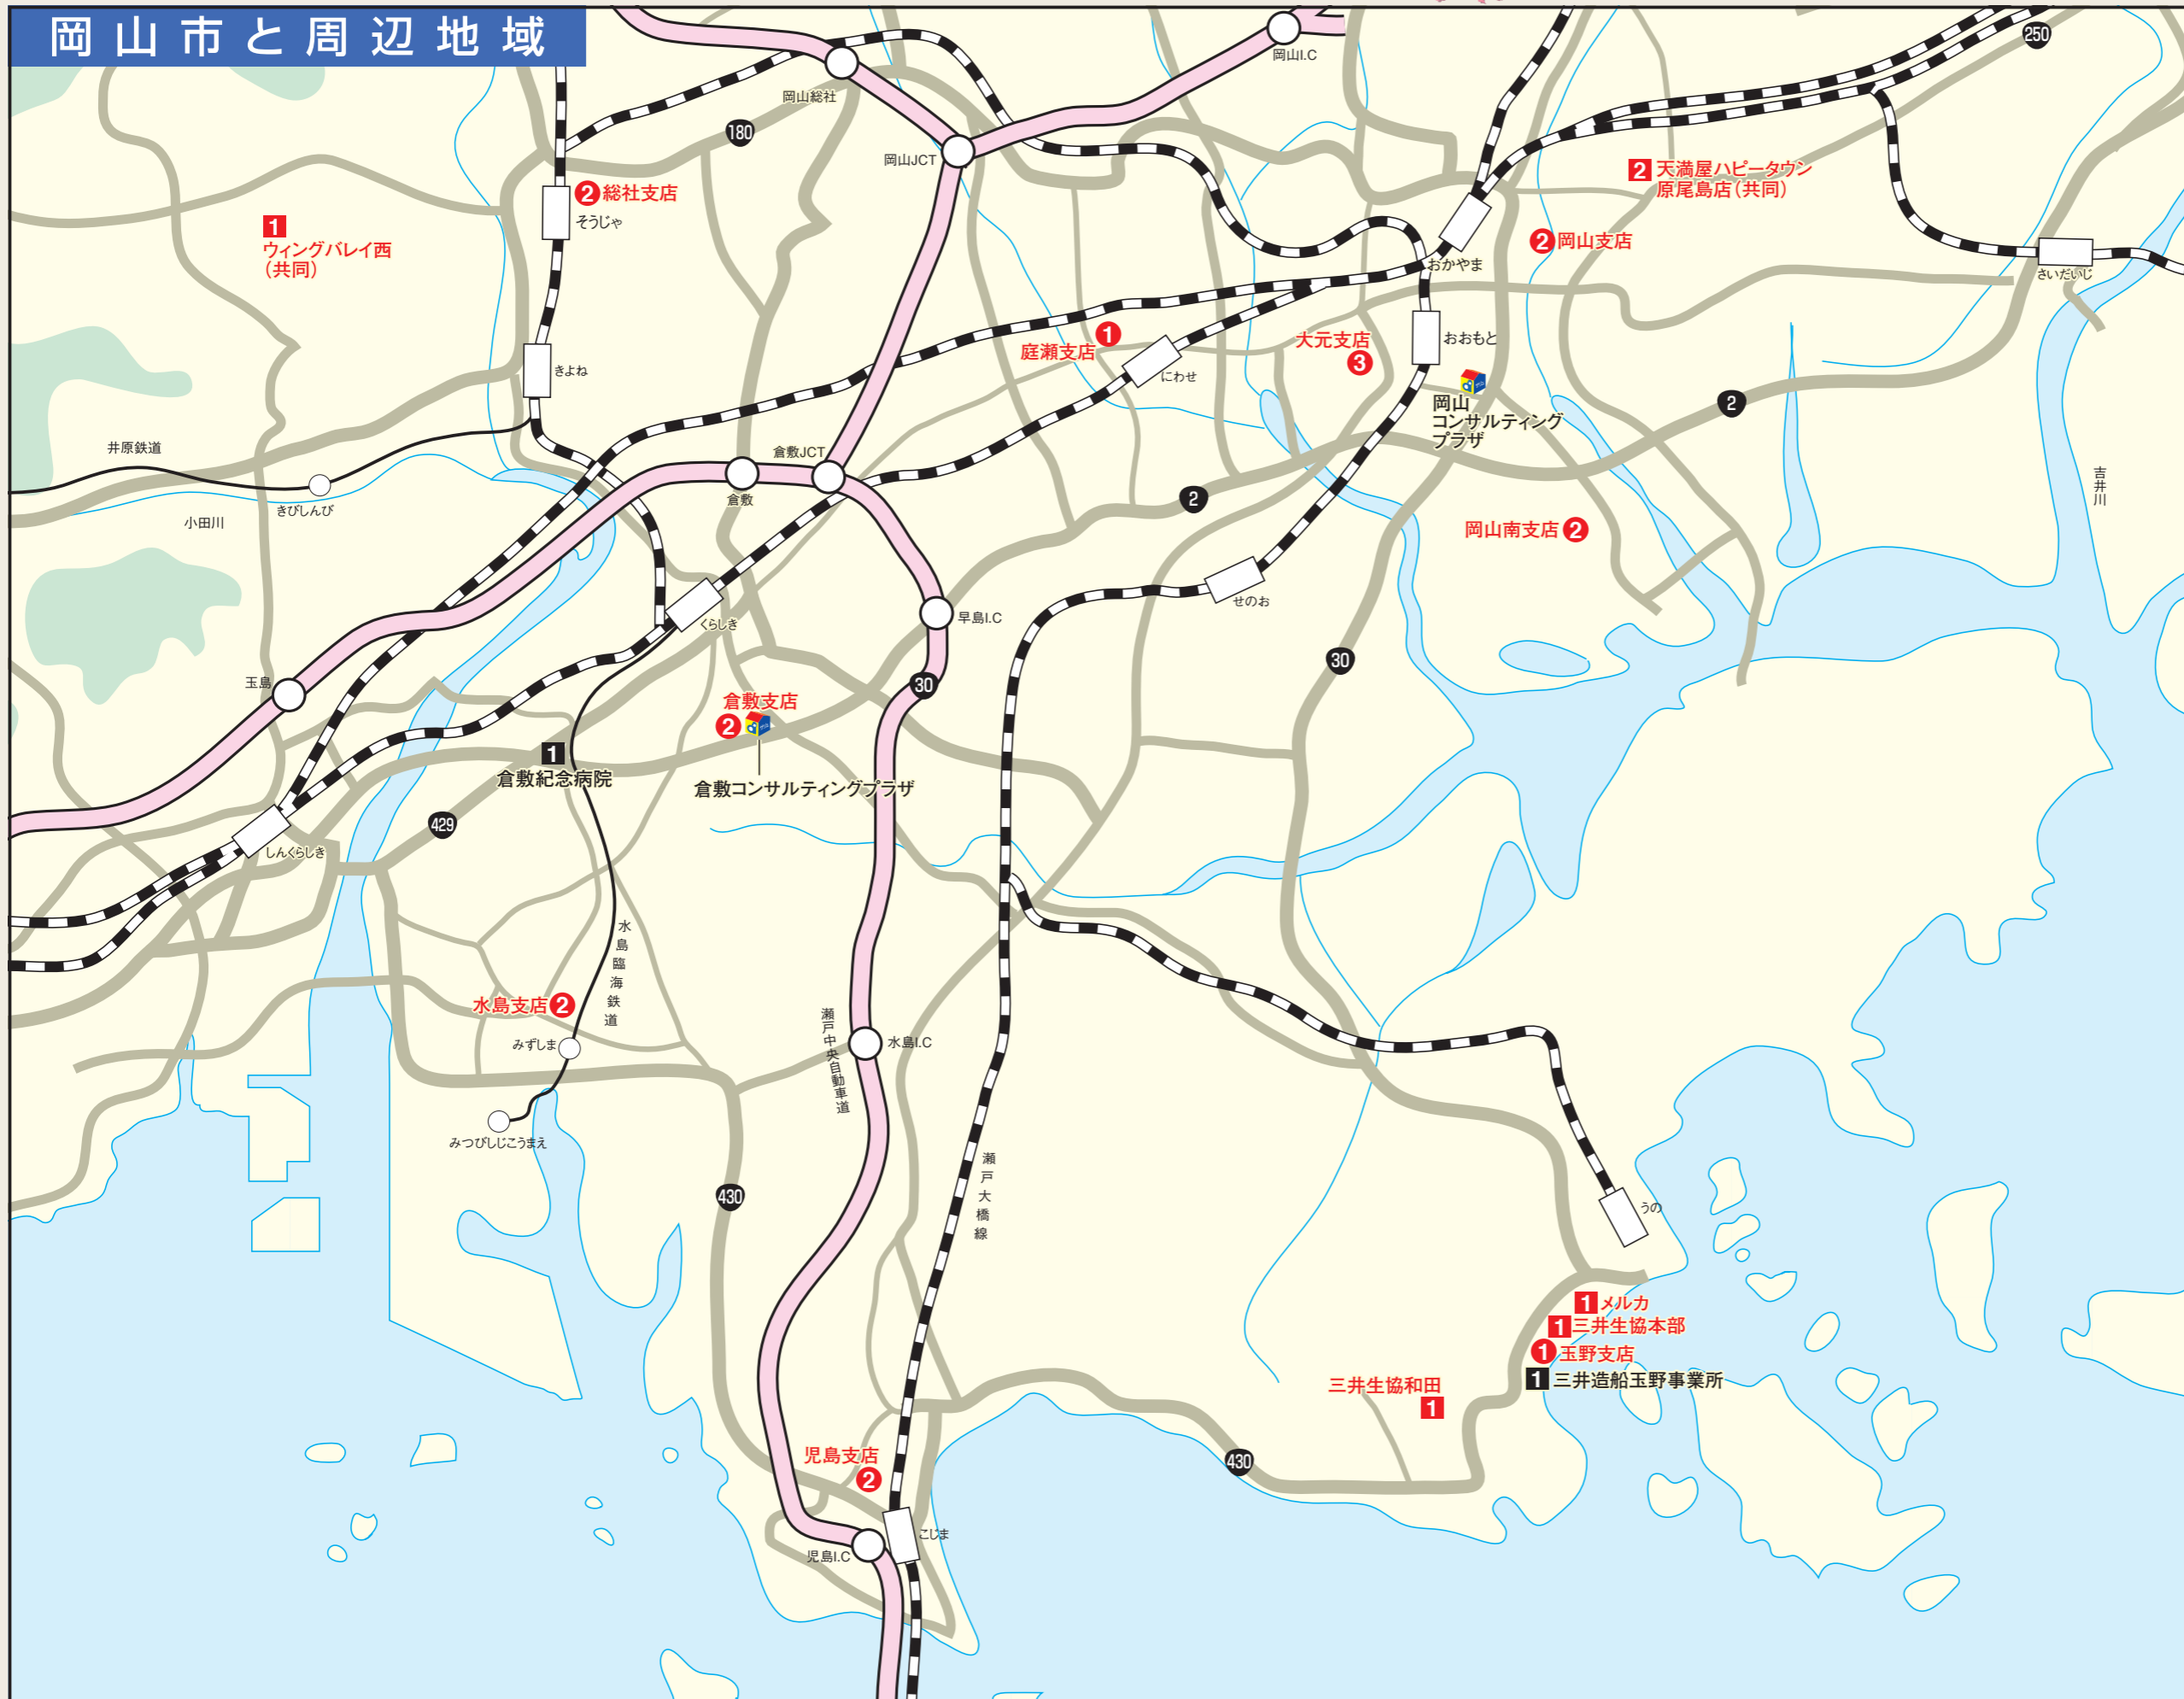 岡山市と周辺地域
250
岡山I.C
岡山総社
180
岡山JCT
2 天満屋ハピータウン
原尾島店(共同)
2 総社支店
そうじゃ
1
ウィングバレイ西
(共同)
2 岡山支店
おかやま
さいだいじ
庭瀬支店 1
大元支店
3
おおもと
きよね
にわせ
岡山
コンサルティング
プラザ
2
井原鉄道
倉敷JCT
倉敷
きびしんび
小田川
2
吉井川
岡山南支店 2
せのお
くらしき
早島I.C
30
玉島
30
倉敷支店
2
1
倉敷紀念病院
倉敷コンサルティングプラザ
429
しんくらしき
水島臨海鉄道
水島支店 2
みずしま
瀬戸中央自動車道
水島I.C
みつびしじこうまえ
瀬戸大橋線
430
うの
1 メルカ
1 三井生協本部
1 玉野支店
1 三井造船玉野事業所
三井生協和田
1
児島支店
2
430
こじま
児島I.C